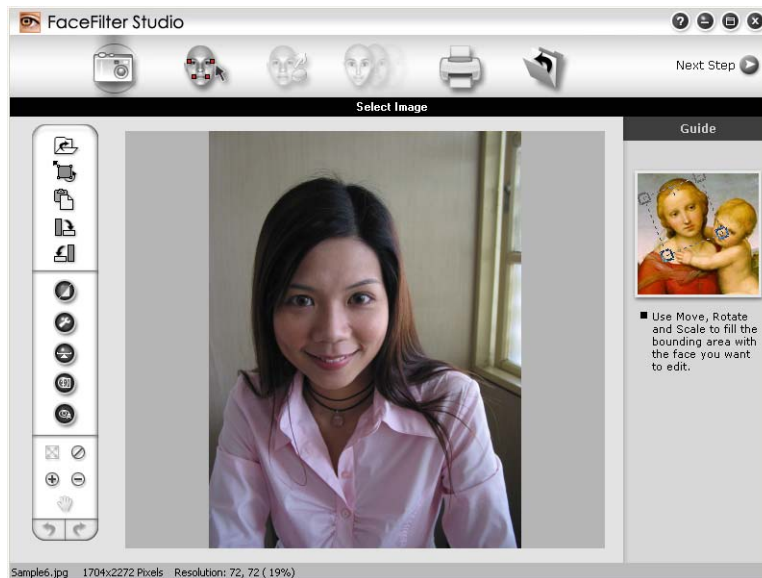 FaceFilter Studio
Next Step
Select Image
Guide
Use Move, Rotate
and Scale to fill the
bounding area with
the face you want
to edit.
Sample6.jpg 1704x2272 Pixels Resolution: 72, 72 ( 19%)